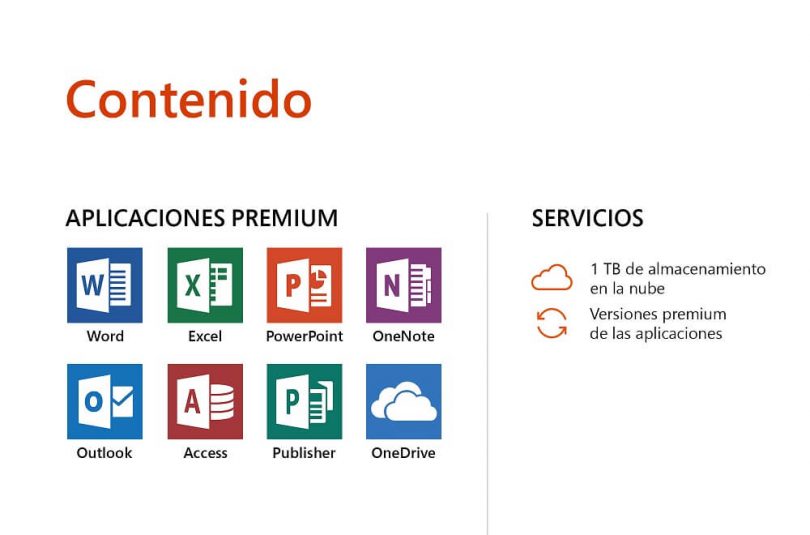 Contenido
APLICACIONES PREMIUM
W
X
P
N
Word
Excel
PowerPoint
OneNote
O
A
P
Outlook
Access
Publisher
OneDrive
SERVICIOS
1 TB de almacenamiento
en la nube
Versiones premium
de las aplicaciones